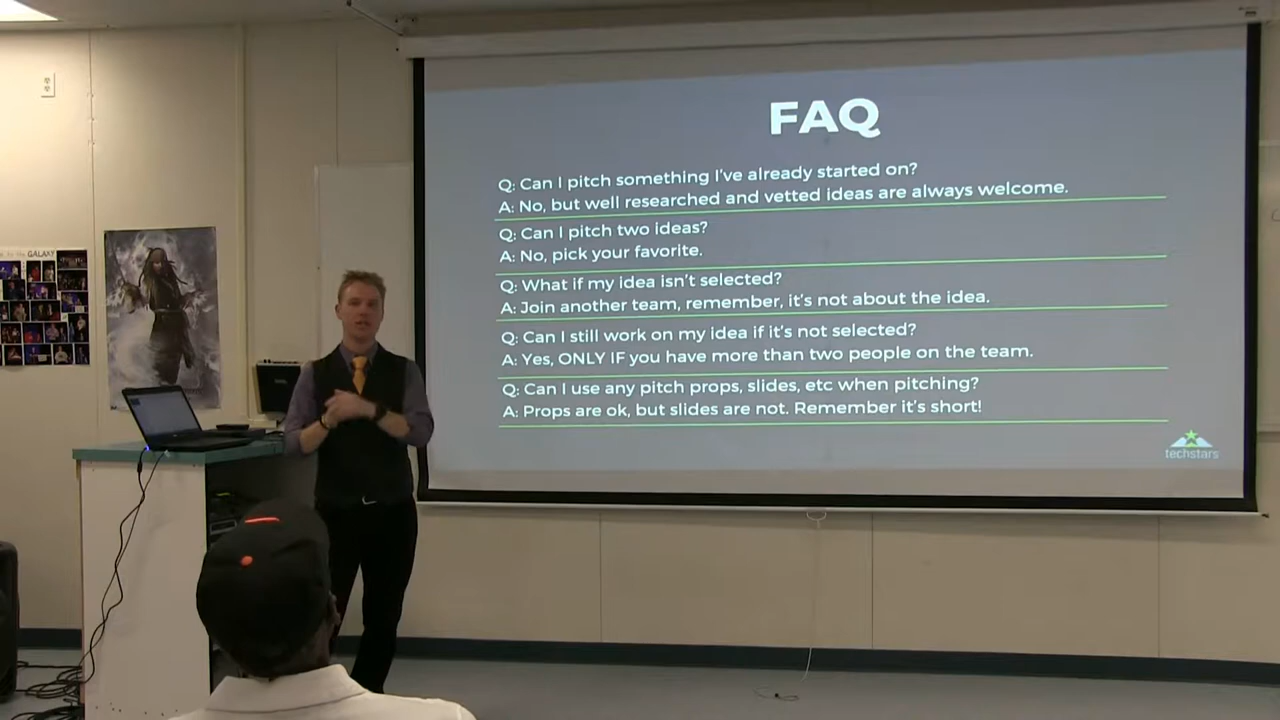 FAQ
Q: Can I pitch something I've already started on?
A: No, but well researched and vetted ideas are always welcome.
Q: Can I pitch two ideas?
A: No, pick your favorite.
Q: What if my idea isn't selected?
A: Join another team, remember, it's not about the idea.
Q: Can I still work on my idea if it's not selected?
A: Yes, ONLY IF you have more than two people on the team.
Q: Can I use any pitch props, slides, etc when pitching?
A: Props are ok, but slides are not. Remember it's short!
techstars
to the GALAXY